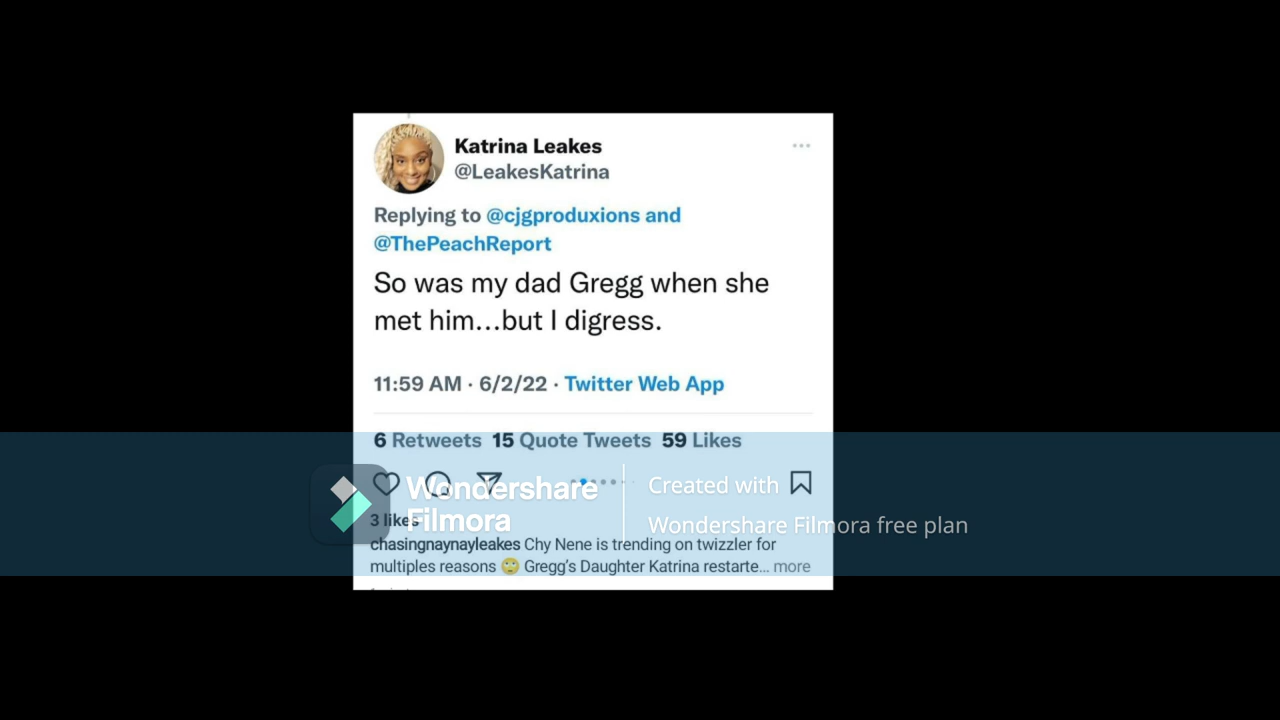 Katrina Leakes
@LeakesKatrina
Replying to @cjgproduxions and
@ThePeachReport
So was my dad Gregg when she
met him...but I digress.
11:59 AM · 6/2/22 · Twitter Web App
6 Retweets 15 Quote Tweets 59 Likes
Wondershare
Filmora
Created with
Wondershare Filmora free plan
3 likes
chasingnaynayleakes Chy Nene is trending on twizzler for
multiples reasons 🙄 Gregg's Daughter Katrina restarte... more